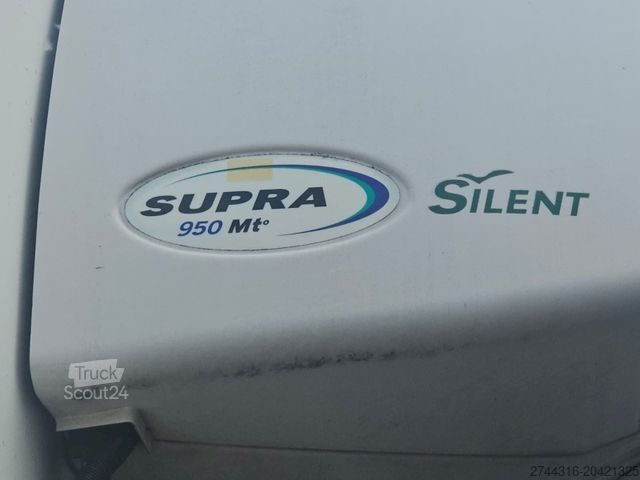 SUPRA
950 Mt°
SILENT
Truck
Scout24
2744316-20421325